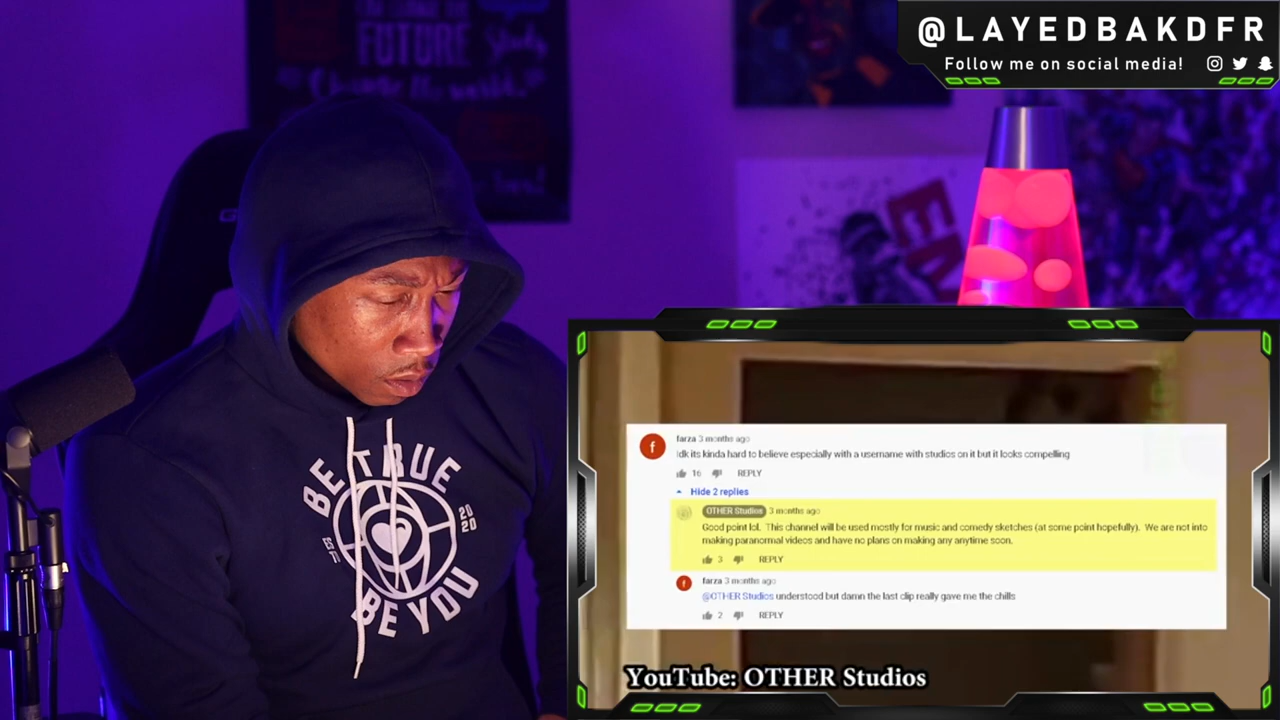 @LAYEDBAKDFR
Follow me on social media!
FUTURE
BE TRUE
2022
BE YOU
farza 3 months ago
Idk its kinda hard to believe especially with a username with studios on it but it looks compelling
16 REPLY
Hide 2 replies
OTHER Studios 3 months ago
Good point lol. This channel will be used mostly for music and comedy sketches (at some point hopefully). We are not into
making paranormal videos and have no plans on making any anytime soon.
3 REPLY
farza 3 months ago
@OTHER Studios understood but damn the last clip really gave me the chills
2 REPLY
YouTube: OTHER Studios